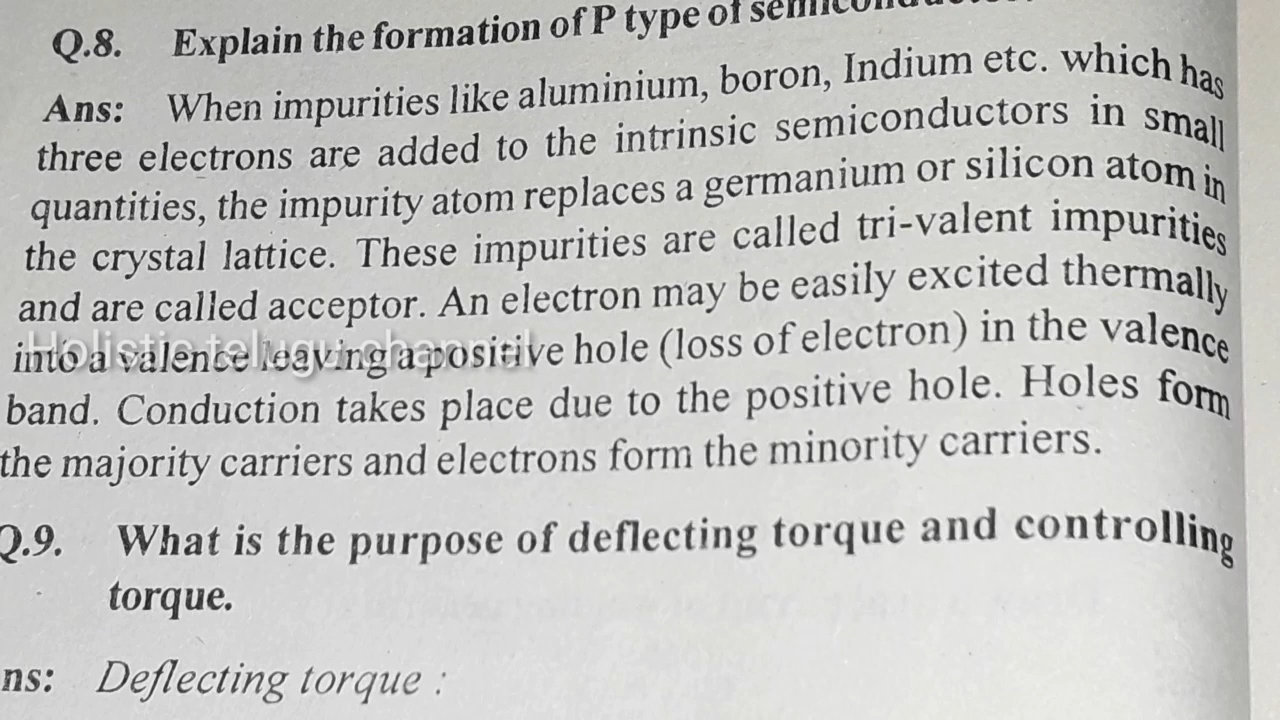 Q.8. Explain the formation of P type of
Ans: When impurities like aluminium, boron, Indium etc. which has
three electrons are added to the intrinsic semiconductors in small
quantities, the impurity atom replaces a germanium or silicon atom in
the crystal lattice. These impurities are called tri-valent impurities
and are called acceptor. An electron may be easily excited thermally
into a valence leaving a positive hole (loss of electron) in the valence
Holistic telugu channel
band. Conduction takes place due to the positive hole. Holes form
the majority carriers and electrons form the minority carriers.
Q.9. What is the purpose of deflecting torque and controlling
torque.
ns: Deflecting torque :